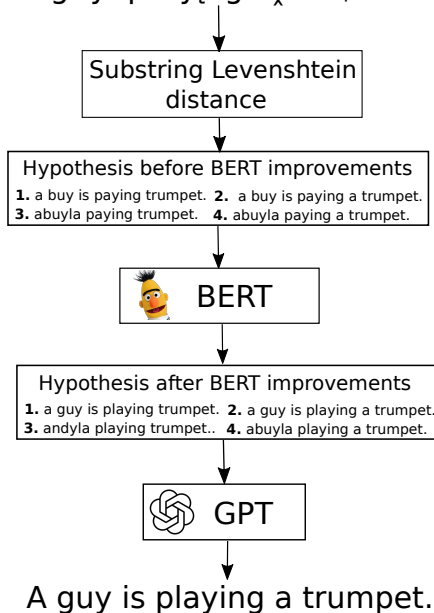 Substring Levenshtein
distance
Hypothesis before BERT improvements
1. a buy is paying trumpet. 2. a buy is paying a trumpet.
3. abuyla paying trumpet. 4. abuyla paying a trumpet.
BERT
Hypothesis after BERT improvements
1. a guy is playing trumpet. 2. a guy is playing a trumpet.
3. andyla playing trumpet.. 4. abuyla playing a trumpet.
GPT
A guy is playing a trumpet.